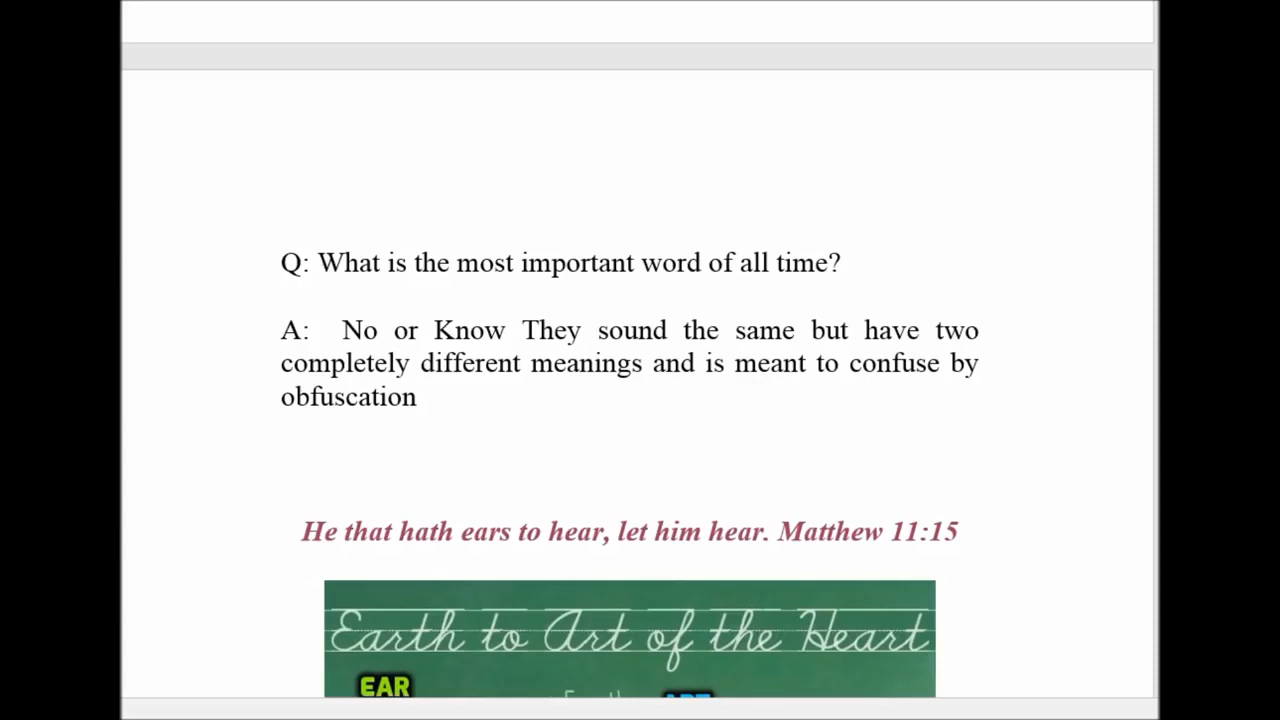 Q: What is the most important word of all time?
A: No or Know They sound the same but have two
completely different meanings and is meant to confuse by
obfuscation
He that hath ears to hear, let him hear. Matthew 11:15
Earth to Art of the Heart
EAR